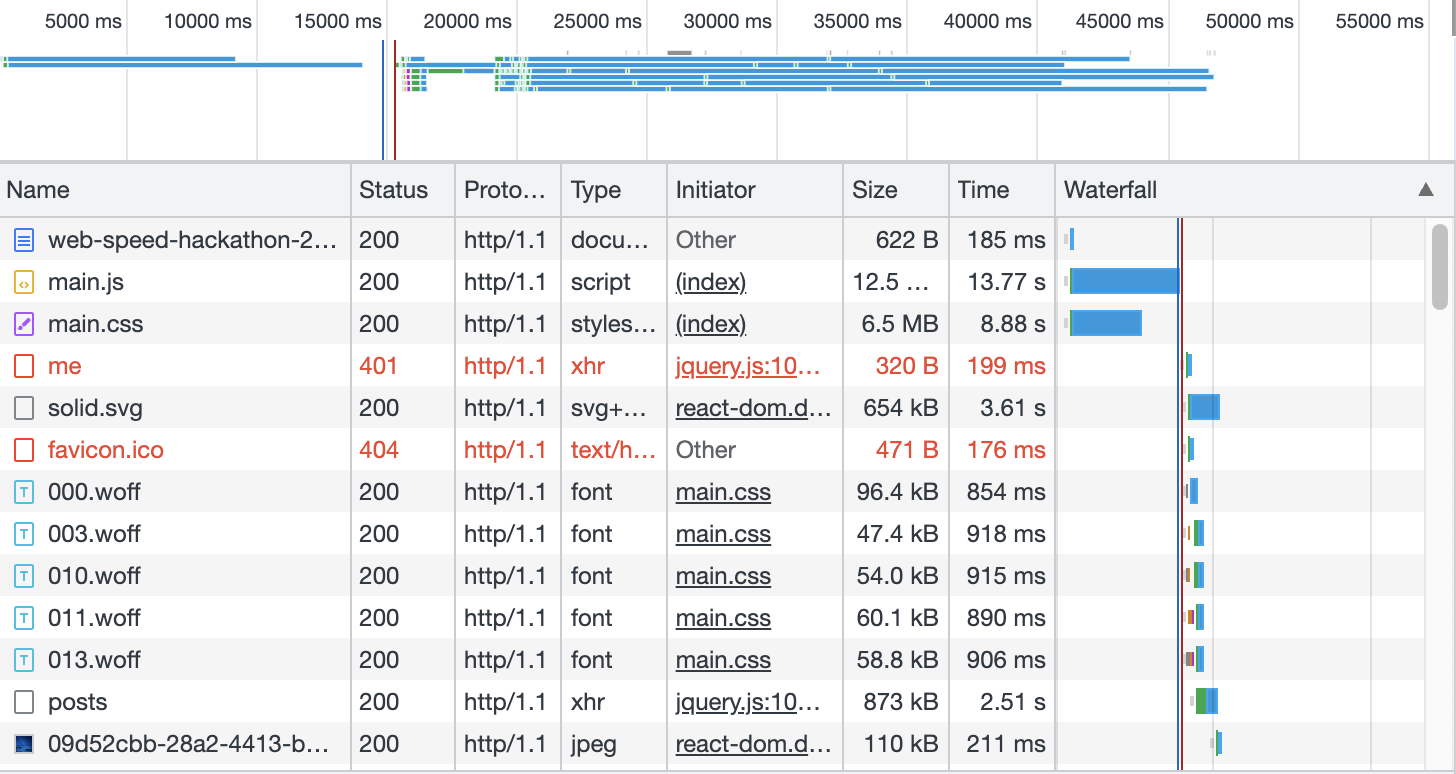 5000 ms 10000 ms 15000 ms 20000 ms 25000 ms 30000 ms 35000 ms 40000 ms 45000 ms 50000 ms 55000 ms
Name Status Proto… Type Initiator Size Time Waterfall ▲
web-speed-hackathon-2… 200 http/1.1 docu… Other 622 B 185 ms
main.js 200 http/1.1 script (index) 12.5 … 13.77 s
main.css 200 http/1.1 styles… (index) 6.5 MB 8.88 s
me 401 http/1.1 xhr jquery.js:10… 320 B 199 ms
solid.svg 200 http/1.1 svg+… react-dom.d… 654 kB 3.61 s
favicon.ico 404 http/1.1 text/h… Other 471 B 176 ms
T 000.woff 200 http/1.1 font main.css 96.4 kB 854 ms
T 003.woff 200 http/1.1 font main.css 47.4 kB 918 ms
T 010.woff 200 http/1.1 font main.css 54.0 kB 915 ms
T 011.woff 200 http/1.1 font main.css 60.1 kB 890 ms
T 013.woff 200 http/1.1 font main.css 58.8 kB 906 ms
posts 200 http/1.1 xhr jquery.js:10… 873 kB 2.51 s
09d52cbb-28a2-4413-b… 200 http/1.1 jpeg react-dom.d… 110 kB 211 ms